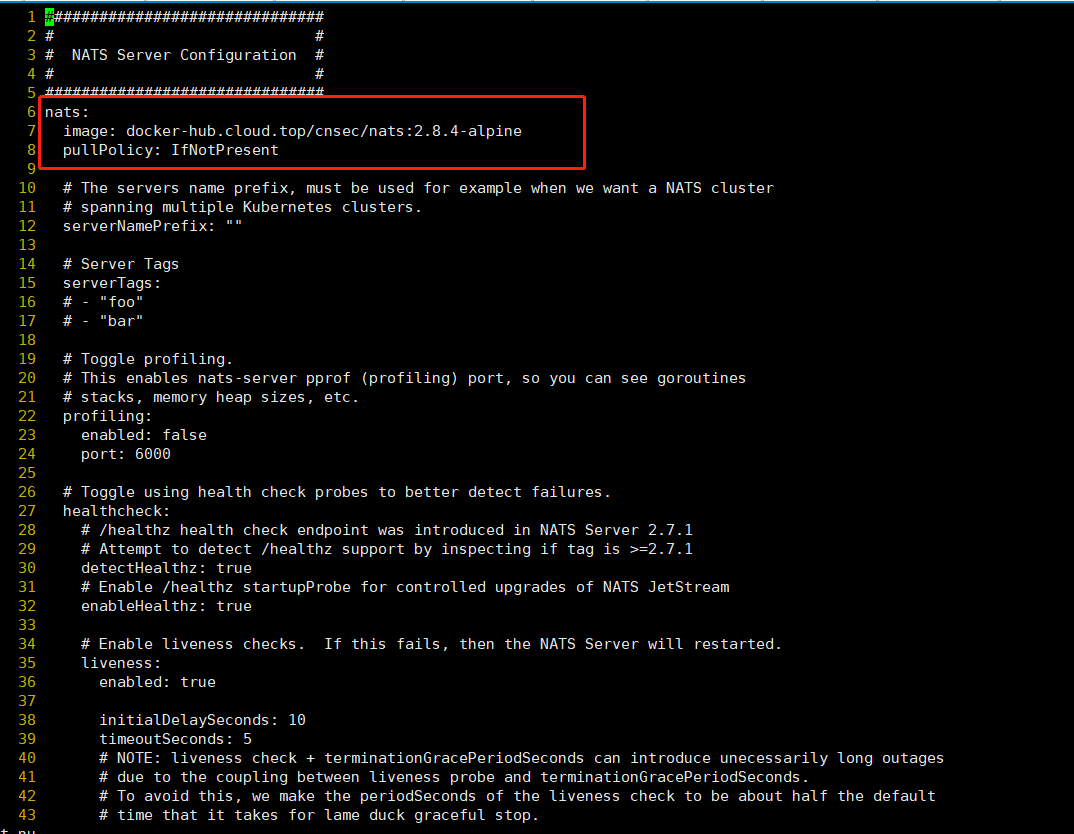 1 ###############################
2 #                             #
3 #  NATS Server Configuration  #
4 #                             #
5 ###############################
6 nats:
7   image: docker-hub.cloud.top/cnsec/nats:2.8.4-alpine
8   pullPolicy: IfNotPresent
9
10   # The servers name prefix, must be used for example when we want a NATS cluster
11   # spanning multiple Kubernetes clusters.
12   serverNamePrefix: ""
13
14   # Server Tags
15   serverTags:
16   # - "foo"
17   # - "bar"
18
19   # Toggle profiling.
20   # This enables nats-server pprof (profiling) port, so you can see goroutines
21   # stacks, memory heap sizes, etc.
22   profiling:
23     enabled: false
24     port: 6000
25
26   # Toggle using health check probes to better detect failures.
27   healthcheck:
28     # /healthz health check endpoint was introduced in NATS Server 2.7.1
29     # Attempt to detect /healthz support by inspecting if tag is >=2.7.1
30     detectHealthz: true
31     # Enable /healthz startupProbe for controlled upgrades of NATS JetStream
32     enableHealthz: true
33
34     # Enable liveness checks.  If this fails, then the NATS Server will restarted.
35     liveness:
36       enabled: true
37
38       initialDelaySeconds: 10
39       timeoutSeconds: 5
40       # NOTE: liveness check + terminationGracePeriodSeconds can introduce unecessarily long outages
41       # due to the coupling between liveness probe and terminationGracePeriodSeconds.
42       # To avoid this, we make the periodSeconds of the liveness check to be about half the default
43       # time that it takes for lame duck graceful stop.